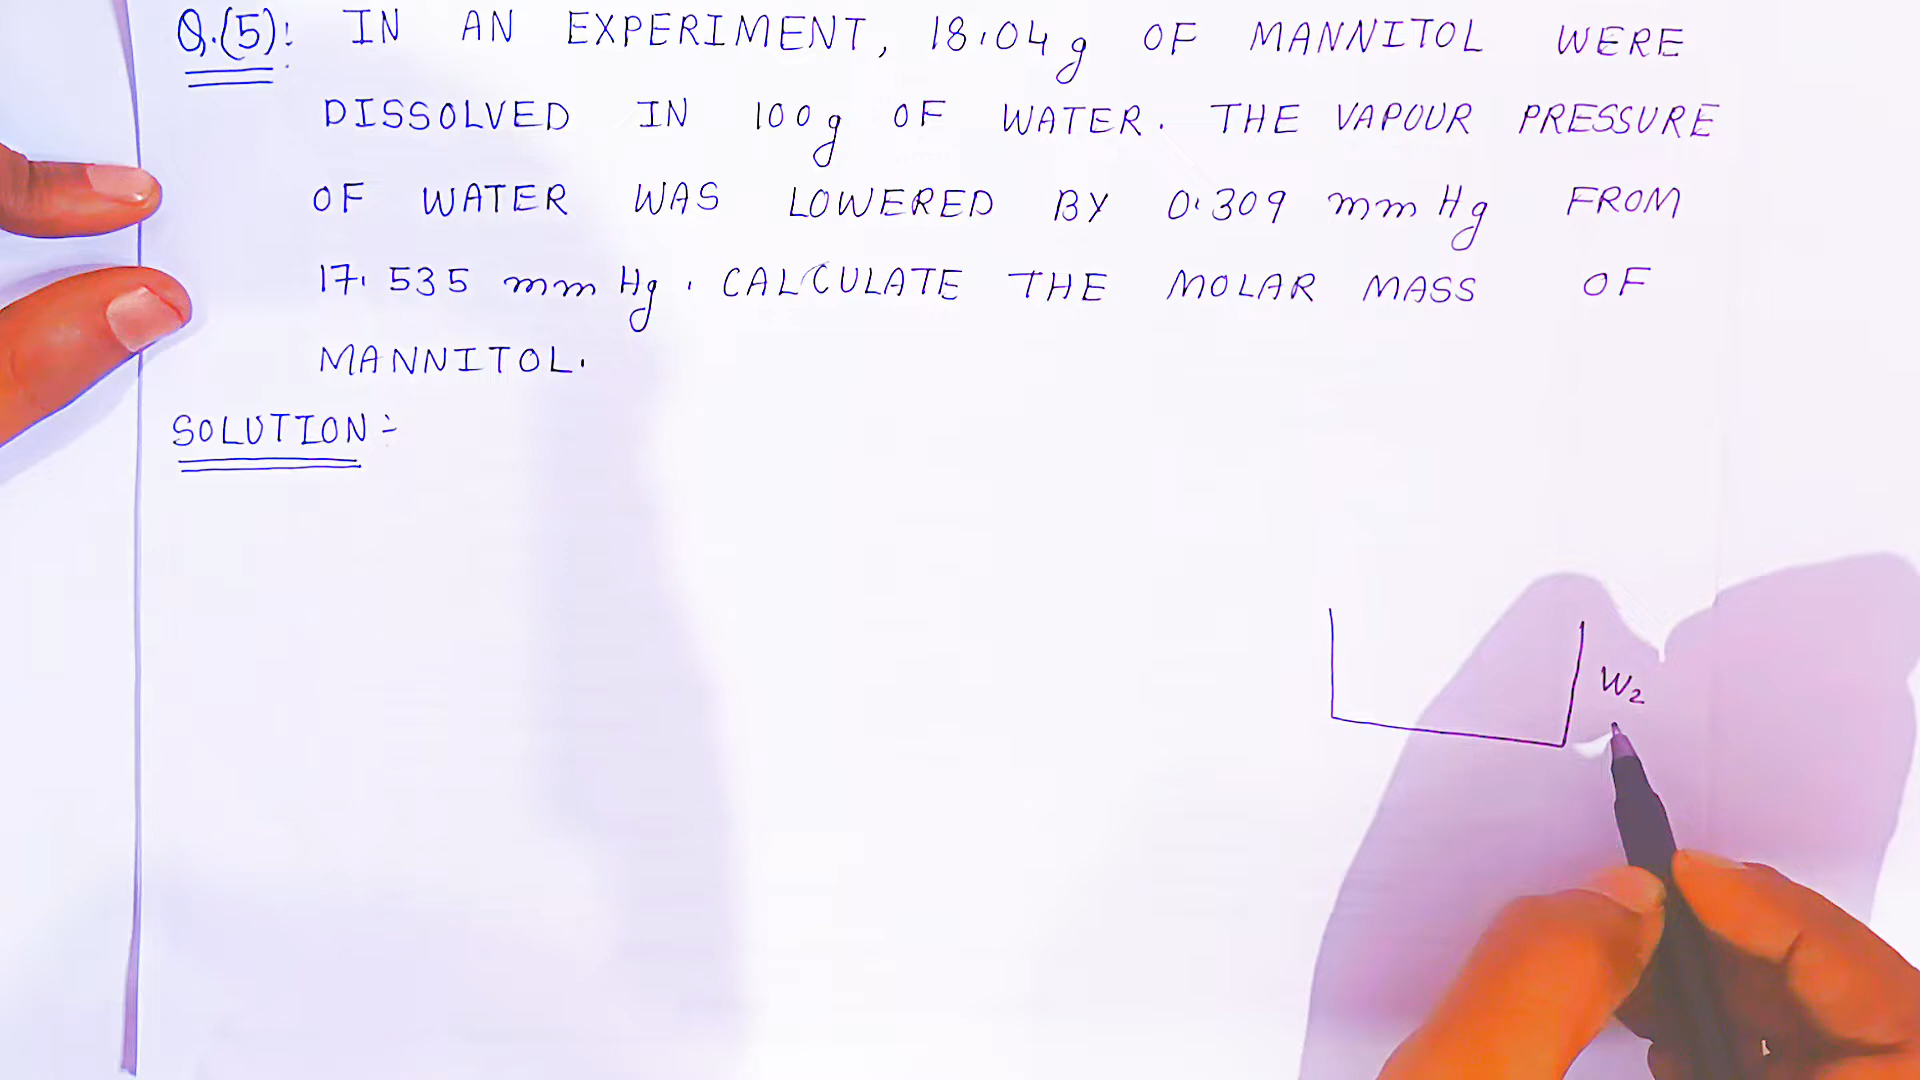 Q.(5): IN AN EXPERIMENT, 18.04 g OF MANNITOL WERE
DISSOLVED IN 100g OF WATER. THE VAPOUR PRESSURE
OF WATER WAS LOWERED BY 0.309 mm Hg FROM
17.535 mm Hg. CALCULATE THE MOLAR MASS OF
MANNITOL.
SOLUTION :-
W2